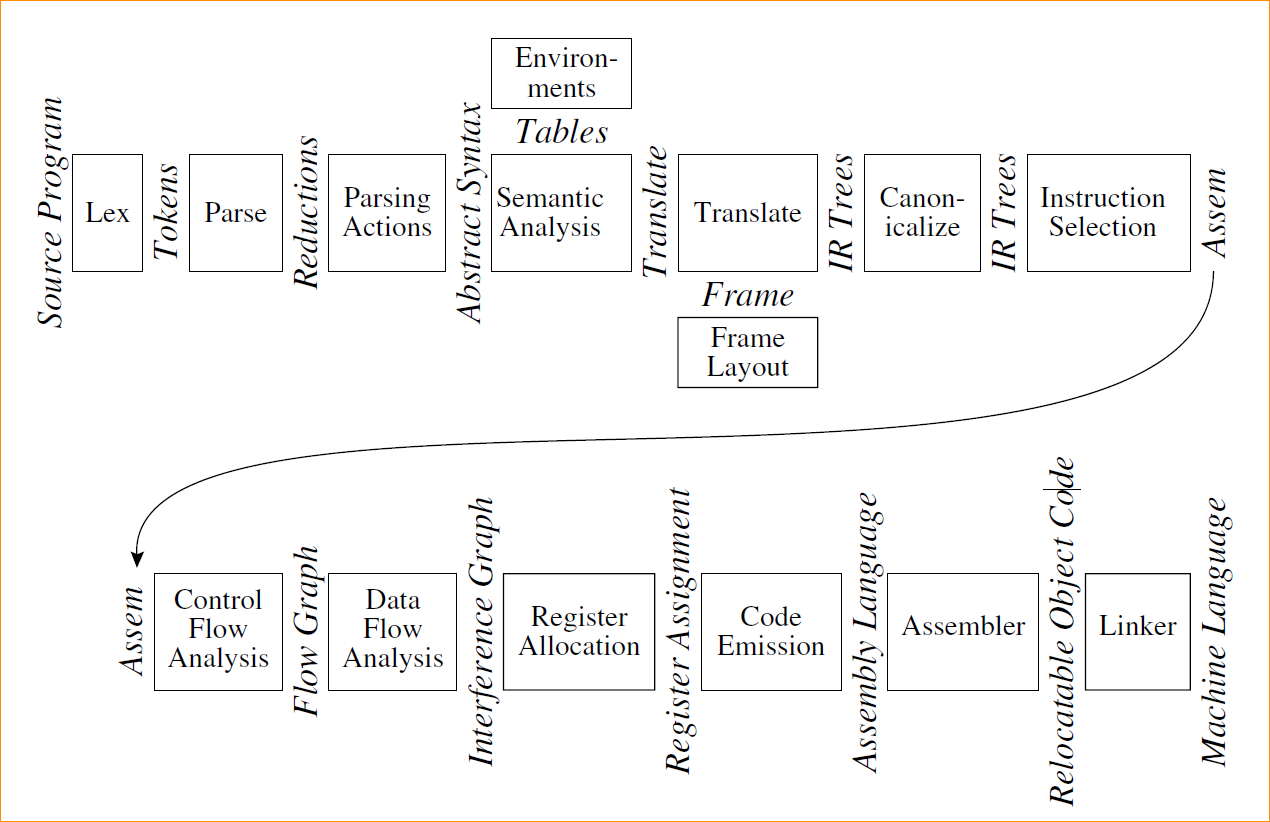 Environ-
ments
Tables
Source Program
Lex
Tokens
Parse
Reductions
Parsing
Actions
Abstract Syntax
Semantic
Analysis
Translate
Translate
IR Trees
Canon-
icalize
IR Trees
Instruction
Selection
Assem
Frame
Frame
Layout
Assem
Control
Flow
Analysis
Flow Graph
Data
Flow
Analysis
Interference Graph
Register
Allocation
Register Assignment
Code
Emission
Assembly Language
Assembler
Relocatable Object Code
Linker
Machine Language